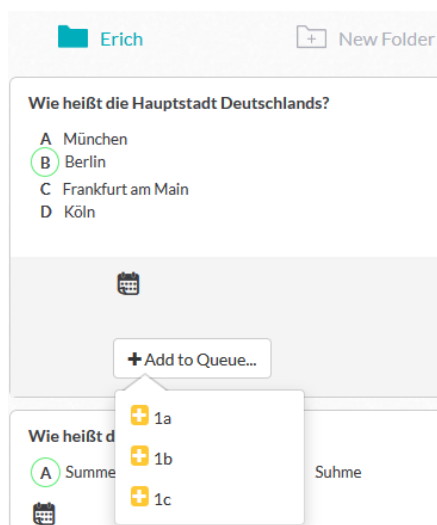 Erich New Folder
Wie heißt die Hauptstadt Deutschlands?
A München
B Berlin
C Frankfurt am Main
D Köln
+ Add to Queue...
1a
1b
1c
Wie heißt d
A Summe Suhme